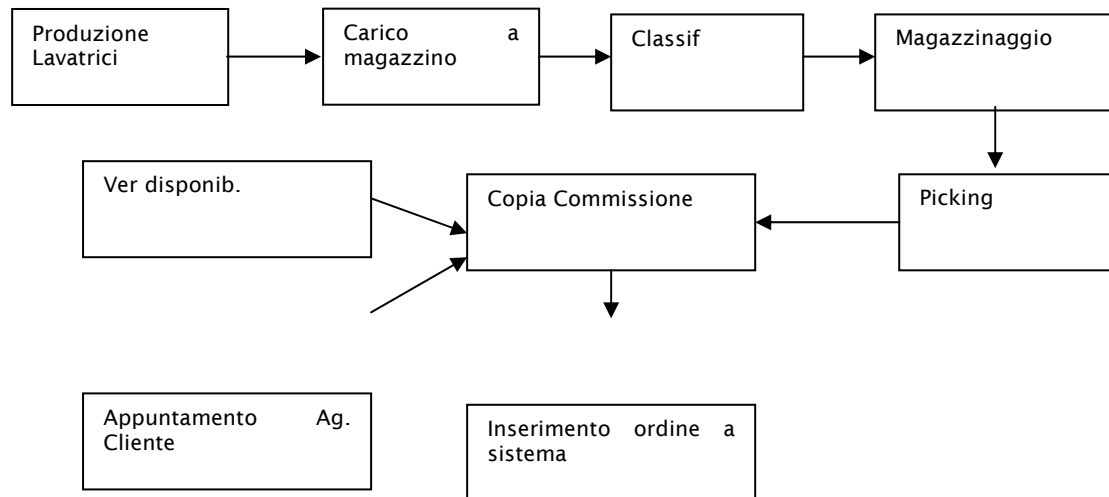 Produzione
Lavatrici
Carico a
magazzino
Classif
Magazzinaggio
Ver disponib.
Copia Commissione
Picking
Appuntamento Ag.
Cliente
Inserimento ordine a
sistema